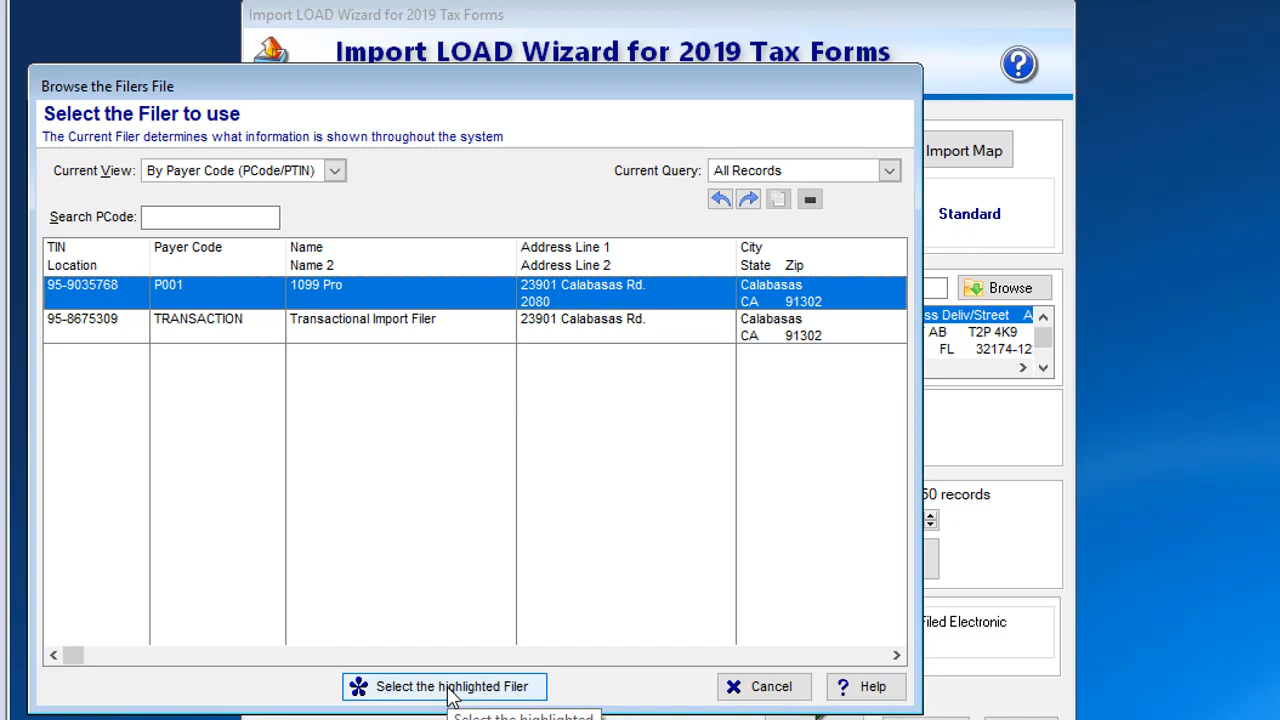 Import LOAD Wizard for 2019 Tax Forms
Import LOAD Wizard for 2019 Tax Forms
Browse the Filers File
Select the Filer to use
The Current Filer determines what information is shown throughout the system
Current View: By Payer Code (PCode/PTIN) Current Query: All Records
Search PCode:
TIN Payer Code Name Address Line 1 City
Location Name 2 Address Line 2 State Zip
95-9035768 P001 1099 Pro 23901 Calabasas Rd. Calabasas
2080 CA 91302
95-8675309 TRANSACTION Transactional Import Filer 23901 Calabasas Rd. Calabasas
CA 91302
Select the highlighted Filer Cancel Help
Select the highlighted
Import Map
Standard
Browse
ss Deliv/Street A
AB T2P 4K9
FL 32174-12
50 records
Filed Electronic